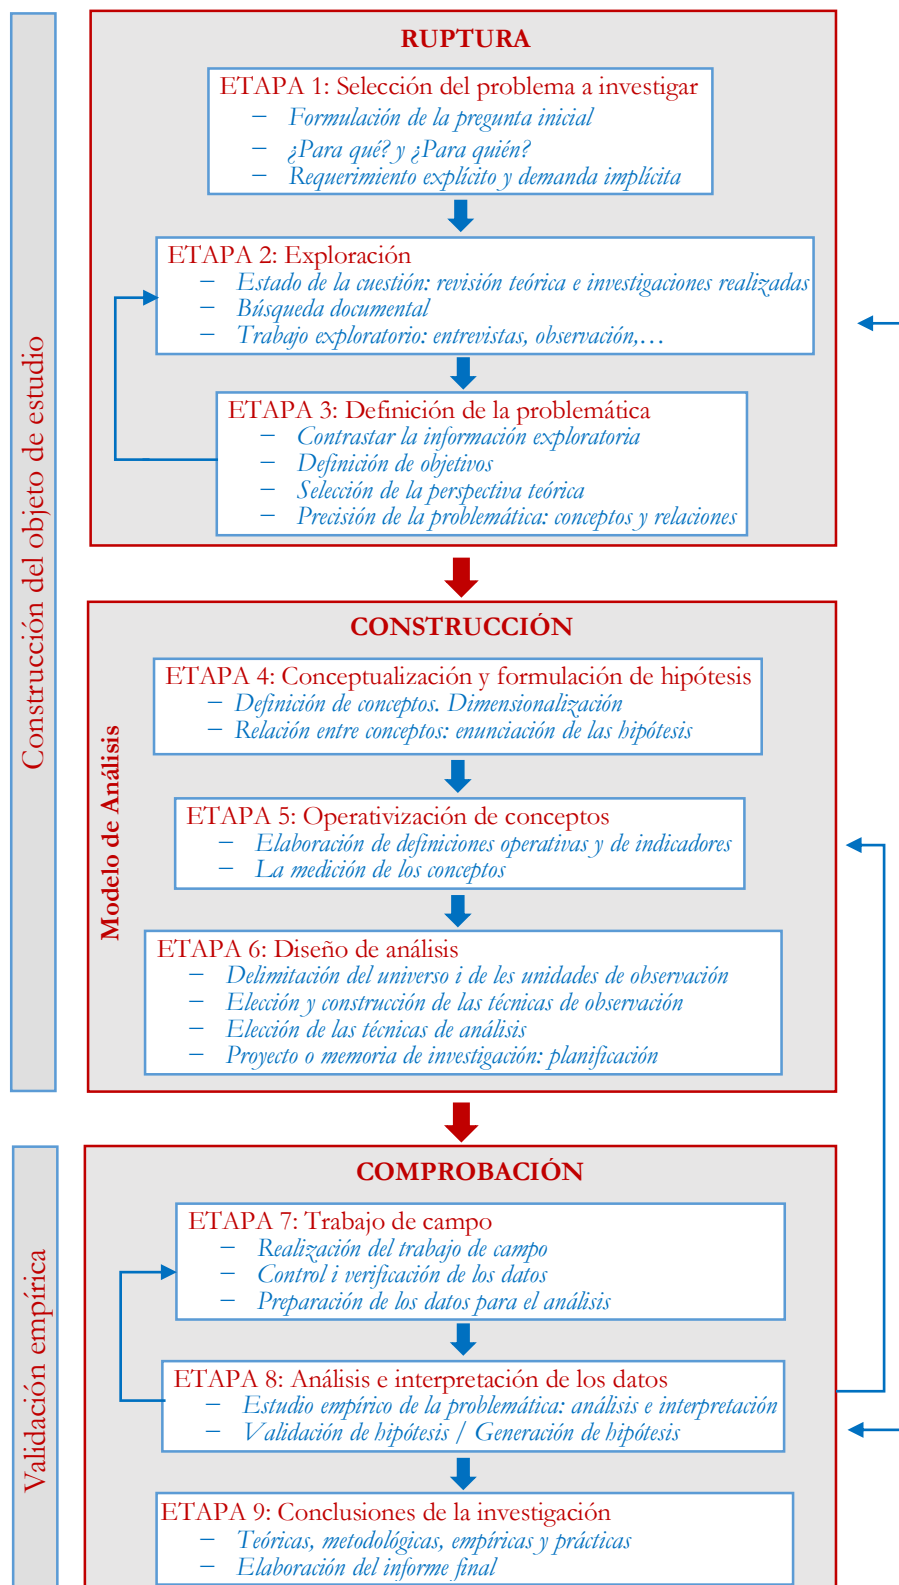 Construcción del objeto de estudio
RUPTURA
ETAPA 1: Selección del problema a investigar
− Formulación de la pregunta inicial
− ¿Para qué? y ¿Para quién?
− Requerimiento explícito y demanda implícita
ETAPA 2: Exploración
− Estado de la cuestión: revisión teórica e investigaciones realizadas
− Búsqueda documental
− Trabajo exploratorio: entrevistas, observación,…
ETAPA 3: Definición de la problemática
− Contrastar la información exploratoria
− Definición de objetivos
− Selección de la perspectiva teórica
− Precisión de la problemática: conceptos y relaciones
CONSTRUCCIÓN
Modelo de Análisis
ETAPA 4: Conceptualización y formulación de hipótesis
− Definición de conceptos. Dimensionalización
− Relación entre conceptos: enunciación de las hipótesis
ETAPA 5: Operativización de conceptos
− Elaboración de definiciones operativas y de indicadores
− La medición de los conceptos
ETAPA 6: Diseño de análisis
− Delimitación del universo i de les unidades de observación
− Elección y construcción de las técnicas de observación
− Elección de las técnicas de análisis
− Proyecto o memoria de investigación: planificación
Validación empírica
COMPROBACIÓN
ETAPA 7: Trabajo de campo
− Realización del trabajo de campo
− Control i verificación de los datos
− Preparación de los datos para el análisis
ETAPA 8: Análisis e interpretación de los datos
− Estudio empírico de la problemática: análisis e interpretación
− Validación de hipótesis / Generación de hipótesis
ETAPA 9: Conclusiones de la investigación
− Teóricas, metodológicas, empíricas y prácticas
− Elaboración del informe final